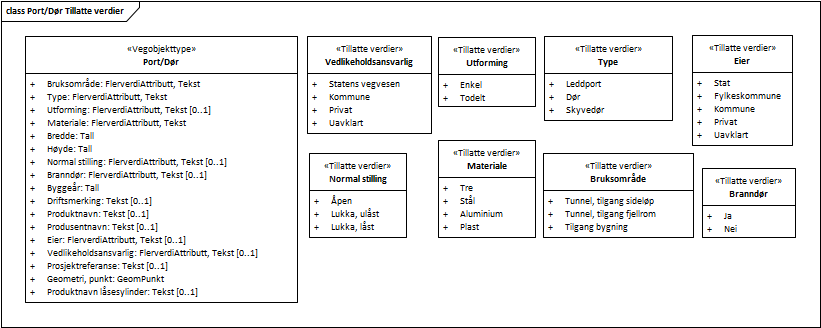 class Port/Dør Tillatte verdier
«Vegobjekttype»
Port/Dør
+ Bruksområde: FlerverdiAttributt, Tekst
+ Type: FlerverdiAttributt, Tekst
+ Utforming: FlerverdiAttributt, Tekst [0..1]
+ Materiale: FlerverdiAttributt, Tekst
+ Bredde: Tall
+ Høyde: Tall
+ Normal stilling: FlerverdiAttributt, Tekst [0..1]
+ Branndør: FlerverdiAttributt, Tekst [0..1]
+ Byggeår: Tall
+ Driftsmerking: Tekst [0..1]
+ Produktnavn: Tekst [0..1]
+ Produsentnavn: Tekst [0..1]
+ Eier: FlerverdiAttributt, Tekst [0..1]
+ Vedlikeholdsansvarlig: FlerverdiAttributt, Tekst [0..1]
+ Prosjektreferanse: Tekst [0..1]
+ Geometri, punkt: GeomPunkt
+ Produktnavn låsesylinder: Tekst [0..1]
«Tillatte verdier»
Vedlikeholdsansvarlig
+ Statens vegvesen
+ Kommune
+ Privat
+ Uavklart
«Tillatte verdier»
Utforming
+ Enkel
+ Todelt
«Tillatte verdier»
Type
+ Leddport
+ Dør
+ Skyvedør
«Tillatte verdier»
Eier
+ Stat
+ Fylkeskommune
+ Kommune
+ Privat
+ Uavklart
«Tillatte verdier»
Normal stilling
+ Åpen
+ Lukka, ulåst
+ Lukka, låst
«Tillatte verdier»
Materiale
+ Tre
+ Stål
+ Aluminium
+ Plast
«Tillatte verdier»
Bruksområde
+ Tunnel, tilgang sideløp
+ Tunnel, tilgang fjellrom
+ Tilgang bygning
«Tillatte verdier»
Branndør
+ Ja
+ Nei